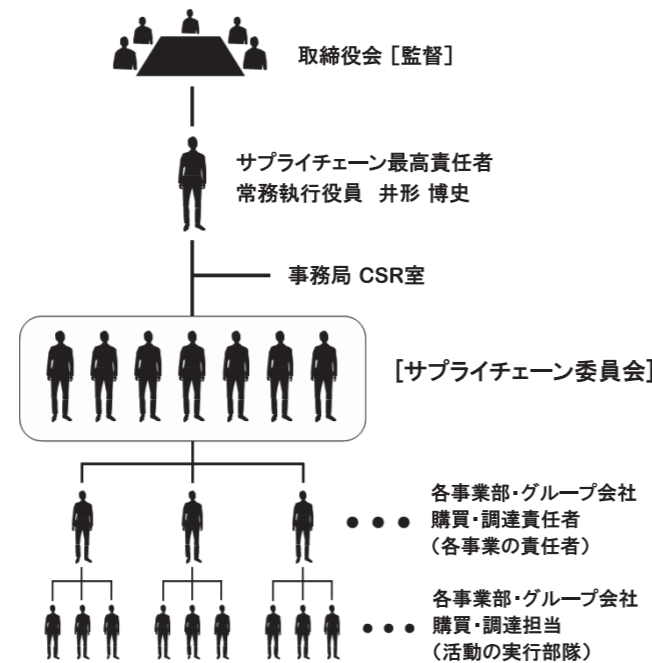 取締役会［監督］
サプライチェーン最高責任者
常務執行役員　井形 博史
事務局 CSR室
［サプライチェーン委員会］
各事業部・グループ会社
購買・調達責任者
（各事業の責任者）
各事業部・グループ会社
購買・調達担当
（活動の実行部隊）